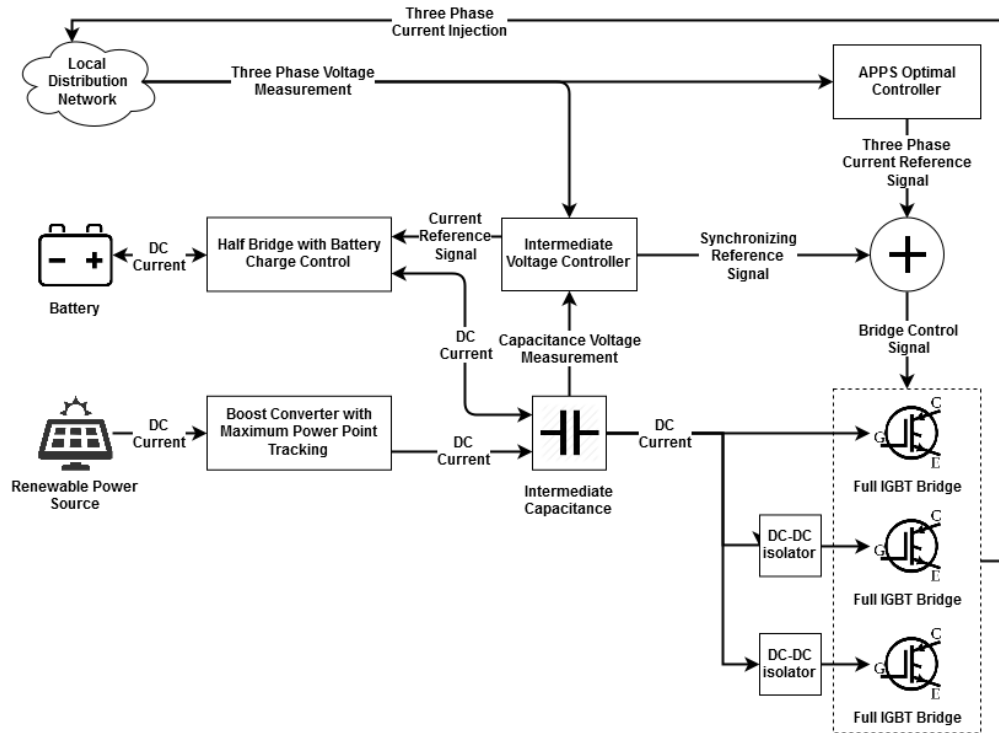 Three Phase
Current Injection
Local
Distribution
Network
Three Phase Voltage
Measurement
APPS Optimal
Controller
Three Phase
Current Reference
Signal
Battery
DC
Current
Half Bridge with Battery
Charge Control
Current
Reference
Signal
Intermediate
Voltage Controller
Synchronizing
Reference
Signal
Bridge Control
Signal
DC
Current
Capacitance Voltage
Measurement
Renewable Power
Source
DC
Current
Boost Converter with
Maximum Power Point
Tracking
DC
Current
Intermediate
Capacitance
DC
Current
C
G
E
Full IGBT Bridge
DC-DC
isolator
C
G
E
Full IGBT Bridge
DC-DC
isolator
C
G
E
Full IGBT Bridge